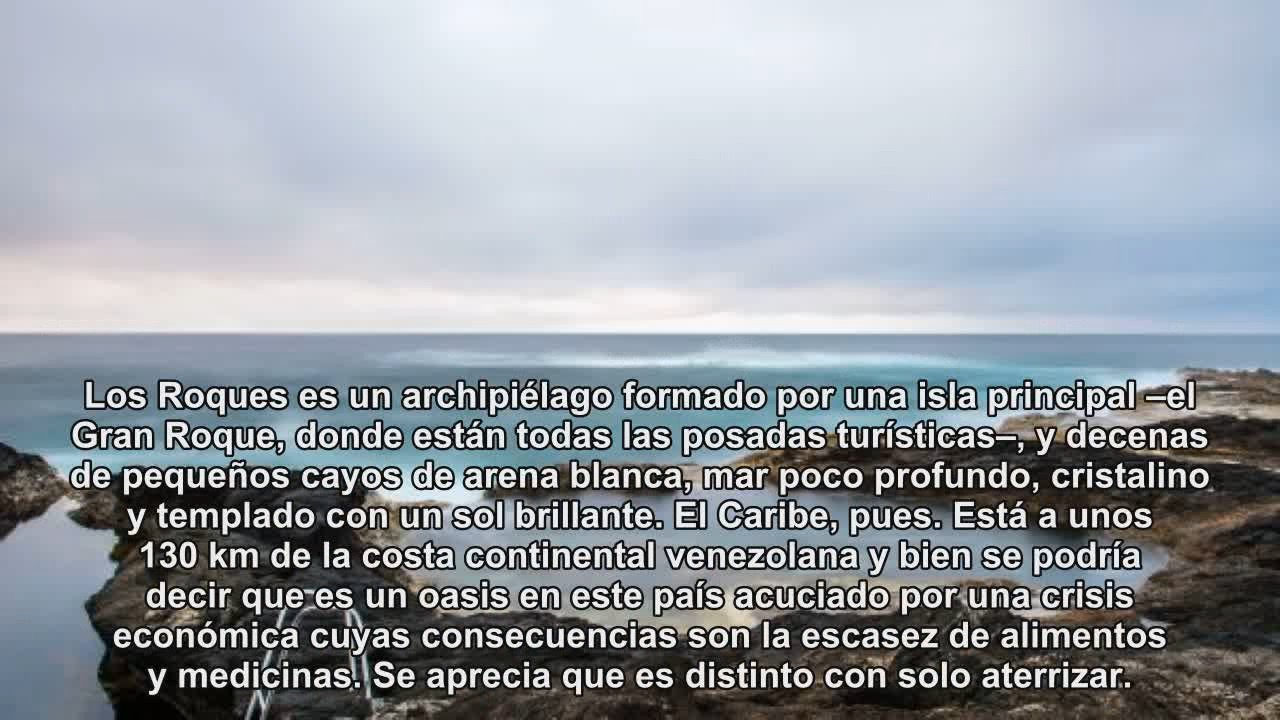 Los Roques es un archipiélago formado por una isla principal –el
Gran Roque, donde están todas las posadas turísticas–, y decenas
de pequeños cayos de arena blanca, mar poco profundo, cristalino
y templado con un sol brillante. El Caribe, pues. Está a unos
130 km de la costa continental venezolana y bien se podría
decir que es un oasis en este país acuciado por una crisis
económica cuyas consecuencias son la escasez de alimentos
y medicinas. Se aprecia que es distinto con solo aterrizar.